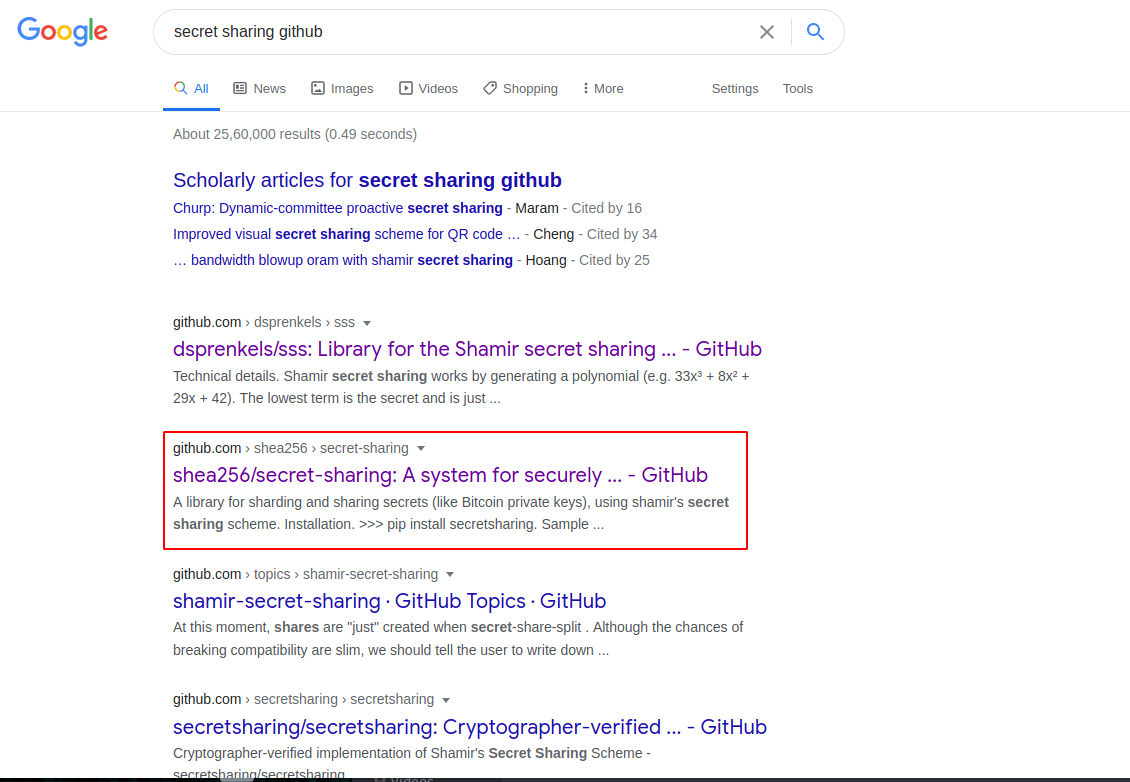 Google
secret sharing github
All News Images Videos Shopping More Settings Tools
About 25,60,000 results (0.49 seconds)
Scholarly articles for secret sharing github
Churp: Dynamic-committee proactive secret sharing - Maram - Cited by 16
Improved visual secret sharing scheme for QR code … - Cheng - Cited by 34
… bandwidth blowup oram with shamir secret sharing - Hoang - Cited by 25
github.com › dsprenkels › sss
dsprenkels/sss: Library for the Shamir secret sharing ... - GitHub
Technical details. Shamir secret sharing works by generating a polynomial (e.g. 33x³ + 8x² +
29x + 42). The lowest term is the secret and is just ...
github.com › shea256 › secret-sharing
shea256/secret-sharing: A system for securely ... - GitHub
A library for sharding and sharing secrets (like Bitcoin private keys), using shamir's secret
sharing scheme. Installation. >>> pip install secretsharing. Sample ...
github.com › topics › shamir-secret-sharing
shamir-secret-sharing · GitHub Topics · GitHub
At this moment, shares are "just" created when secret-share-split . Although the chances of
breaking compatibility are slim, we should tell the user to write down ...
github.com › secretsharing › secretsharing
secretsharing/secretsharing: Cryptographer-verified ... - GitHub
Cryptographer-verified implementation of Shamir's Secret Sharing Scheme -
secretsharing/secretsharing